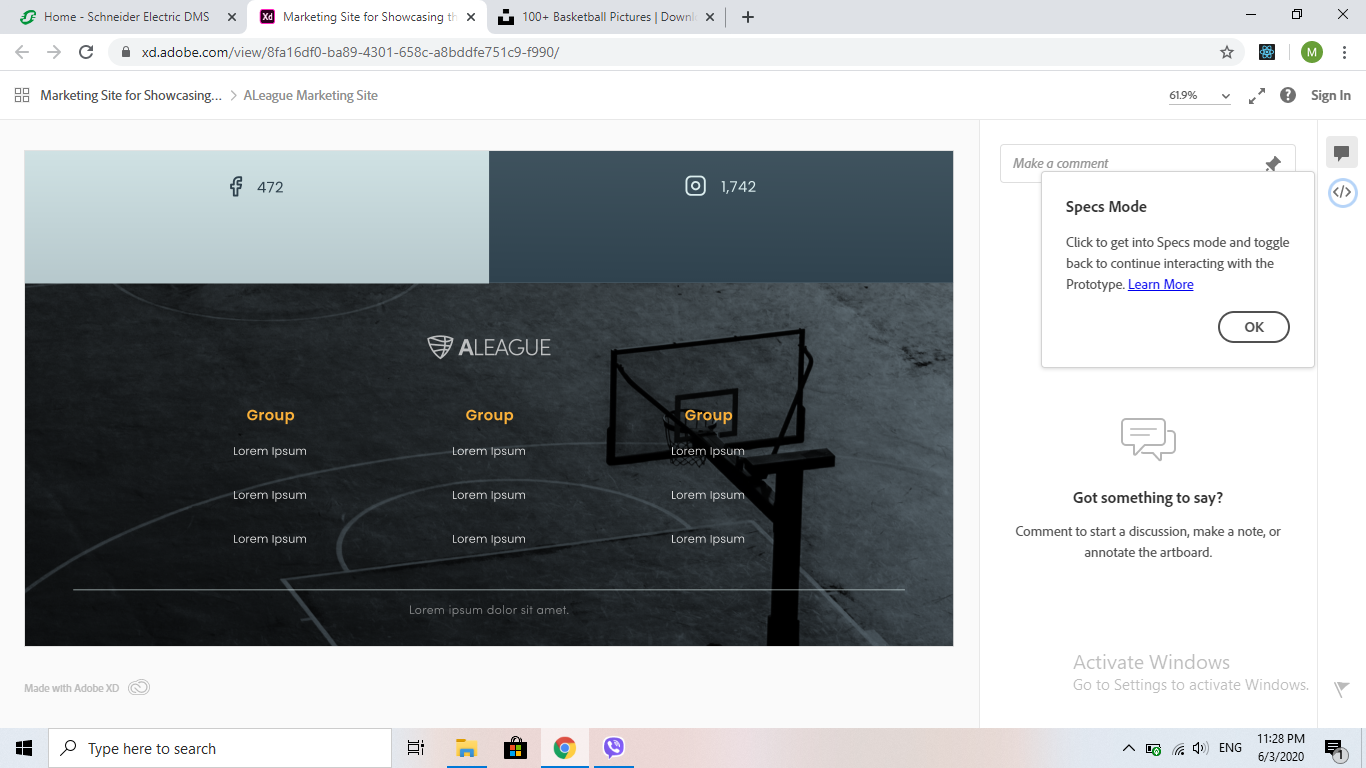 Home - Schneider Electric DMS
Xd
Marketing Site for Showcasing th
100+ Basketball Pictures | Downl
xd.adobe.com/view/8fa16df0-ba89-4301-658c-a8bddfe751c9-f990/
M
Marketing Site for Showcasing...
ALeague Marketing Site
61.9%
Sign In
472
1,742
Make a comment
Specs Mode
Click to get into Specs mode and toggle
back to continue interacting with the
Prototype. Learn More
OK
ALEAGUE
Group
Group
Group
Lorem Ipsum
Lorem Ipsum
Lorem Ipsum
Lorem Ipsum
Lorem Ipsum
Lorem Ipsum
Lorem Ipsum
Lorem Ipsum
Lorem Ipsum
Lorem ipsum dolor sit amet.
Got something to say?
Comment to start a discussion, make a note, or
annotate the artboard.
Made with Adobe XD
Activate Windows
Go to Settings to activate Windows.
Type here to search
ENG
11:28 PM
6/3/2020
1